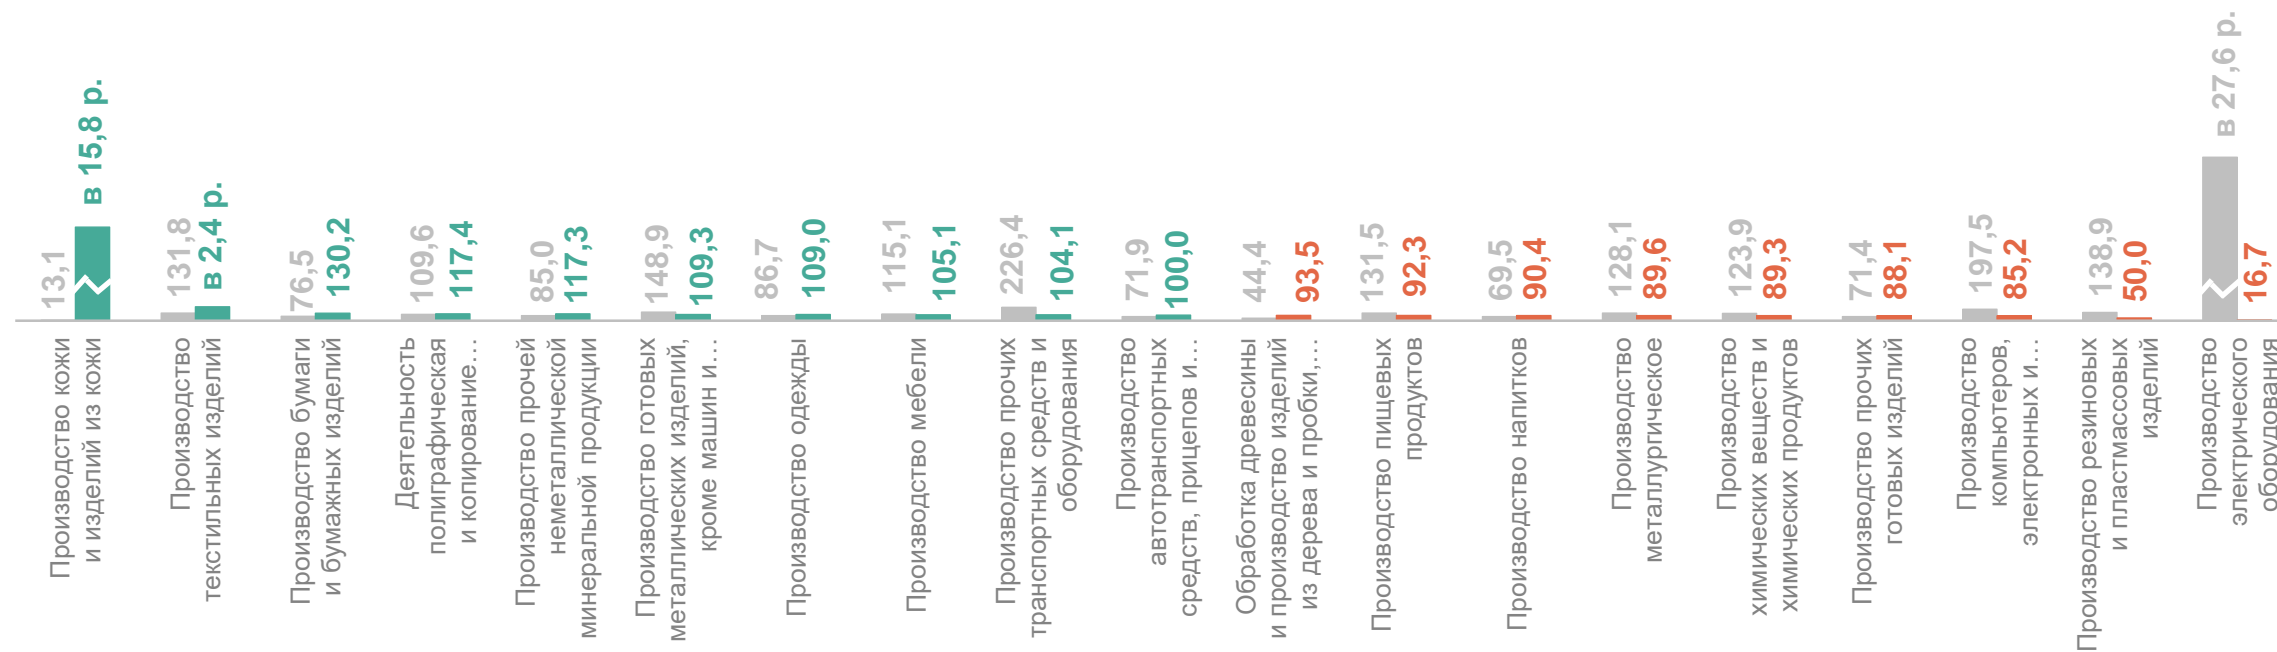 13,1
в 15,8 р.
131,8
в 2,4 р.
76,5
130,2
109,6
117,4
85,0
117,3
148,9
109,3
86,7
109,0
115,1
105,1
226,4
104,1
71,9
100,0
44,4
93,5
131,5
92,3
69,5
90,4
128,1
89,6
123,9
89,3
71,4
88,1
197,5
85,2
138,9
50,0
в 27,6 р.
16,7
Производство кожи
и изделий из кожи
Производство
текстильных изделий
Производство бумаги
и бумажных изделий
Деятельность
полиграфическая
и копирование…
Производство прочей
неметаллической
минеральной продукции
Производство готовых
металлических изделий,
кроме машин и…
Производство одежды
Производство мебели
Производство прочих
транспортных средств и
оборудования
Производство
автотранспортных
средств, прицепов и…
Обработка древесины
и производство изделий
из дерева и пробки,…
Производство пищевых
продуктов
Производство напитков
Производство
металлургическое
Производство
химических веществ и
химических продуктов
Производство прочих
готовых изделий
Производство
компьютеров,
электронных и…
Производство резиновых
и пластмассовых
изделий
Производство
электрического
оборудования